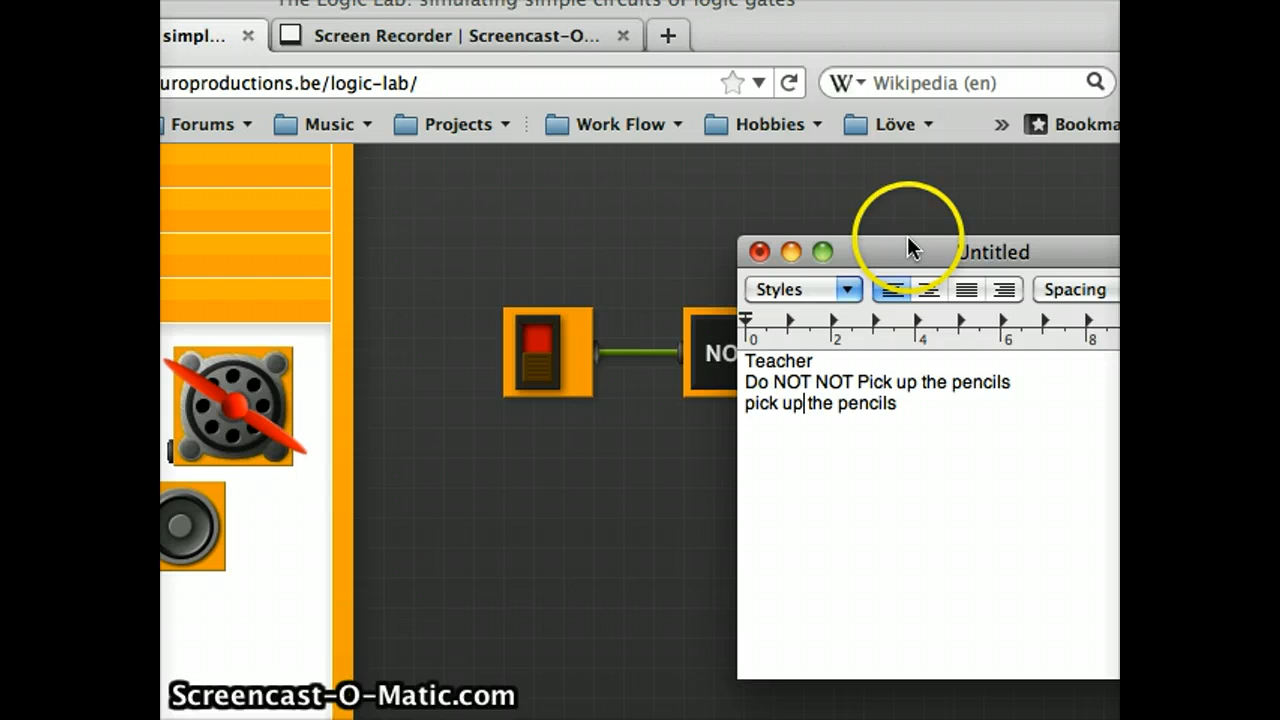 The Logic Lab: simulating simple circuits of logic gates
simpl...
Screen Recorder | Screencast-O...
uroproductions.be/logic-lab/
W
Wikipedia (en)
Forums
Music
Projects
Work Flow
Hobbies
Löve
Bookma
Untitled
Styles
Spacing
0 2 4 6 8
NO
Teacher
Do NOT NOT Pick up the pencils
pick up the pencils
Screencast-O-Matic.com